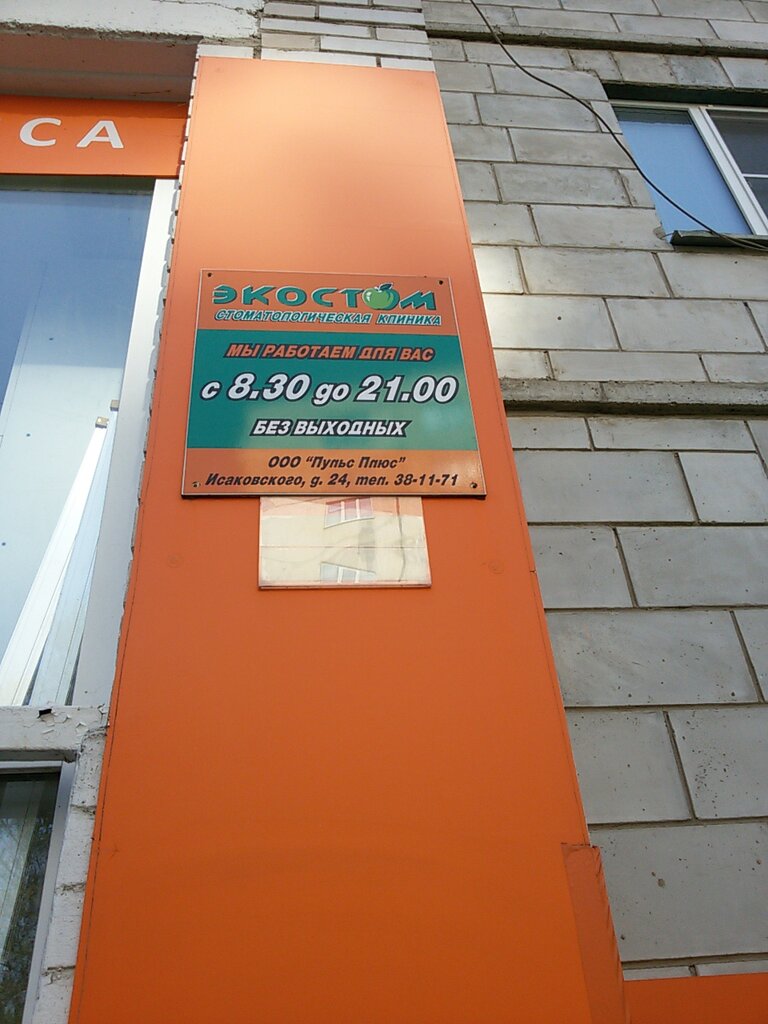 СА
ЭКОСТОМ
СТОМАТОЛОГИЧЕСКАЯ КЛИНИКА
МЫ РАБОТАЕМ ДЛЯ ВАС
с 8.30 до 21.00
БЕЗ ВЫХОДНЫХ
ООО "Пульс Плюс"
Исаковского, д. 24, тел. 38-11-71